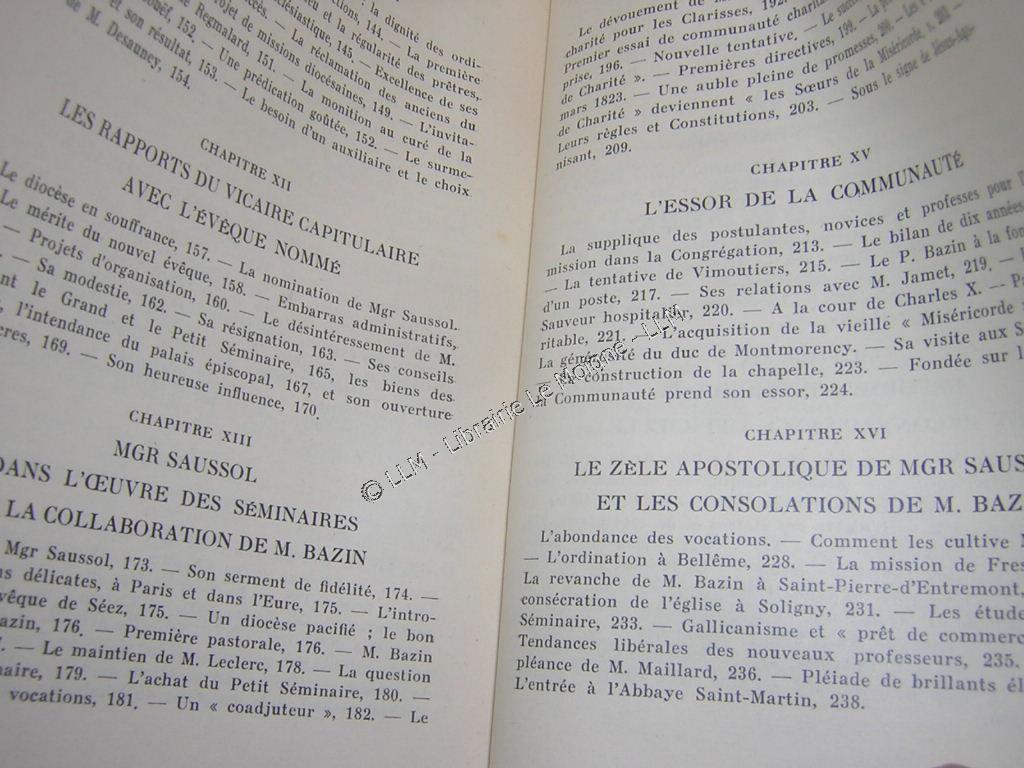 la dignité des ordi-
ctions, 144. — La première
ieu et la régularité des prêtres,
clésiastique, 145. — Excellence de ses
— La réclamation des anciens du
rojet de missions diocésaines, 149. — L'invita-
de Regmalard, 151. — La monition au curé de la
152. — Une prédication goûtée, 152. — Le surme-
et son résultat, 153. — Le besoin d'un auxiliaire et le choix
de M. Desauney, 154.
CHAPITRE XII
LES RAPPORTS DU VICAIRE CAPITULAIRE
AVEC L'ÉVÊQUE NOMMÉ
Le diocèse en souffrance, 157. — La nomination de Mgr Saussol.
Le mérite du nouvel évêque, 158. — Embarras administratifs,
— Projets d'organisation, 160. — Le désintéressement de M.
— Sa modestie, 162. — Sa résignation, 163. — Ses conseils
nt le Grand et le Petit Séminaire, 165, les biens des
l'intendance du palais épiscopal, 167, et son ouverture
cres, 169. — Son heureuse influence, 170.
CHAPITRE XIII
MGR SAUSSOL
DANS L'ŒUVRE DES SÉMINAIRES
LA COLLABORATION DE M. BAZIN
Mgr Saussol, 173. — Son serment de fidélité, 174. —
ns délicates, à Paris et dans l'Eure, 175. — L'intro-
vêque de Séez, 175. — Un diocèse pacifié ; le bon
azin, 176. — Première pastorale, 176. — M. Bazin
— Le maintien de M. Leclerc, 178. — La question
naire, 179. — L'achat du Petit Séminaire, 180. —
vocations, 181. — Un « coadjuteur », 182. — Le
Le dévouement de
charité pour les Clarisses, 192
Premier essai de communauté charita
prise, 196. — Nouvelle tentative. —
de Charité ». — Premières directives, 199. —
mars 1823. — Une auble pleine de promesses, 200. —
de Charité » deviennent « les Sœurs de la Miséricorde », 201 —
Leurs règles et Constitutions, 203. — Sous le signe de
nisant, 209.
CHAPITRE XV
L'ESSOR DE LA COMMUNAUTÉ
La supplique des postulantes, novices et professes pour l'
mission dans la Congrégation, 213. — Le bilan de dix années,
— La tentative de Vimoutiers, 215. — Le P. Bazin à la fon
d'un poste, 217. — Ses relations avec M. Jamet, 219. —
Sauveur hospitalier, 220. — A la cour de Charles X. — Pa
ritable, 221. — L'acquisition de la vieille « Miséricorde
La générosité du duc de Montmorency. — Sa visite aux S
— La construction de la chapelle, 223. — Fondée sur l
la Communauté prend son essor, 224.
CHAPITRE XVI
LE ZÈLE APOSTOLIQUE DE MGR SAUS
ET LES CONSOLATIONS DE M. BAZ
L'abondance des vocations. — Comment les cultive
— L'ordination à Bellême, 228. — La mission de Fres
La revanche de M. Bazin à Saint-Pierre-d'Entremont,
consécration de l'église à Soligny, 231. — Les étude
Séminaire, 233. — Gallicanisme et « prêt de commerc
Tendances libérales des nouveaux professeurs, 235.
pléance de M. Maillard, 236. — Pléiade de brillants él
L'entrée à l'Abbaye Saint-Martin, 238.
© LLM - Librairie Le Molome - LLM